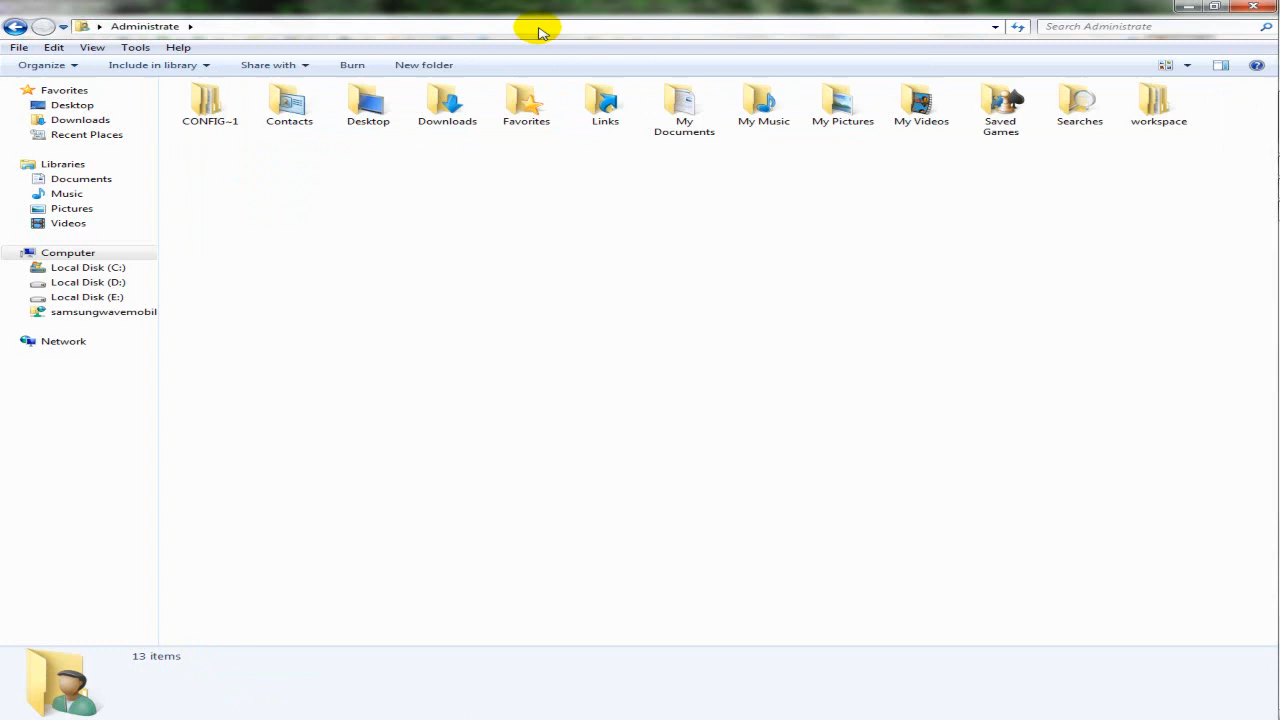 Administrate
Search Administrate
File Edit View Tools Help
Organize Include in library Share with Burn New folder
Favorites
Desktop
Downloads
Recent Places
Libraries
Documents
Music
Pictures
Videos
Computer
Local Disk (C:)
Local Disk (D:)
Local Disk (E:)
samsungwavemobil
Network
CONFIG~1
Contacts
Desktop
Downloads
Favorites
Links
My
Documents
My Music
My Pictures
My Videos
Saved
Games
Searches
workspace
13 items